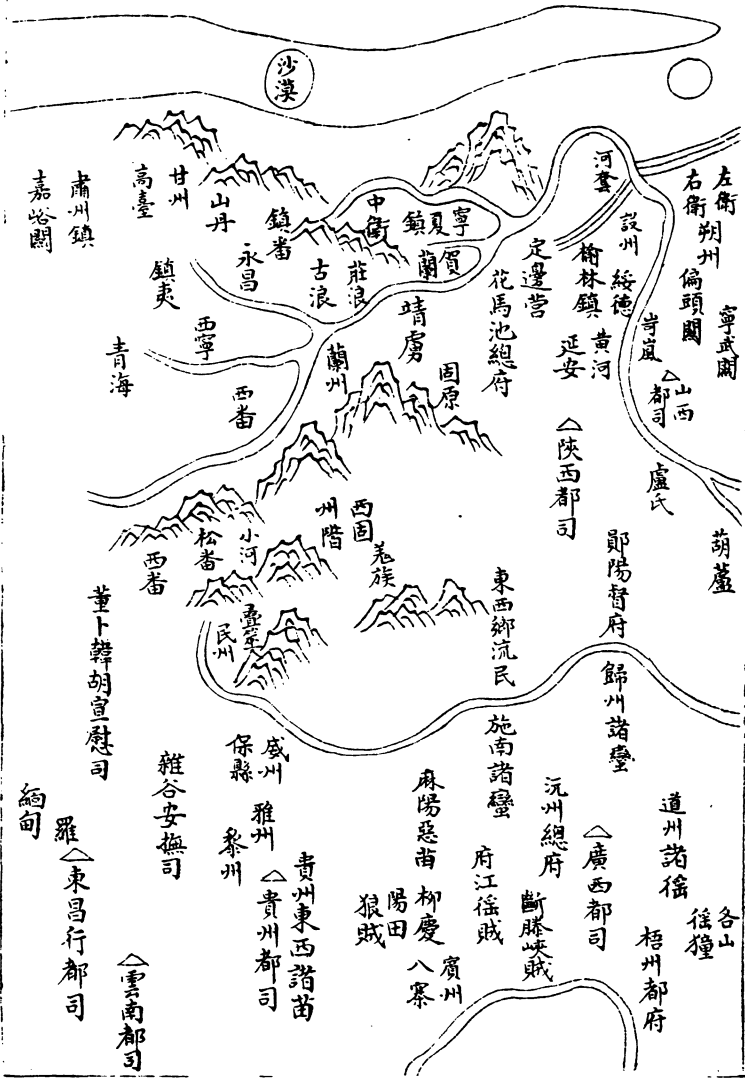 沙漠
河套
左衛
右衛
朔州
偏頭關
寧武關
設州
綏德
榆林鎮
定邊營
黃河
延安
岢嵐
山西
都司
盧氏
葫蘆
花馬池總府
寧夏鎮
中衛
賀蘭
靖虜
鎮番
莊浪
古浪
永昌
山丹
甘州
高臺
肅州鎮
嘉峪關
鎮夷
西寧
青海
西番
蘭州
固原
陝西都司
西固
州階
羌族
小河
松番
西番
疊溪
民州
董卜韓胡宣慰司
東西鄉流民
鄖陽督府
歸州諸蠻
施南諸蠻
威州
保縣
雜谷安撫司
雅州
黎州
緬甸
羅
東昌行都司
雲南都司
貴州都司
貴州東西諸苗
麻陽惡苗
柳慶
陽田
狼賊
八寨
賓州
府江徭賊
沅州總府
斷籐峽賊
廣西都司
道州諸徭
各山
徭獞
梧州都府